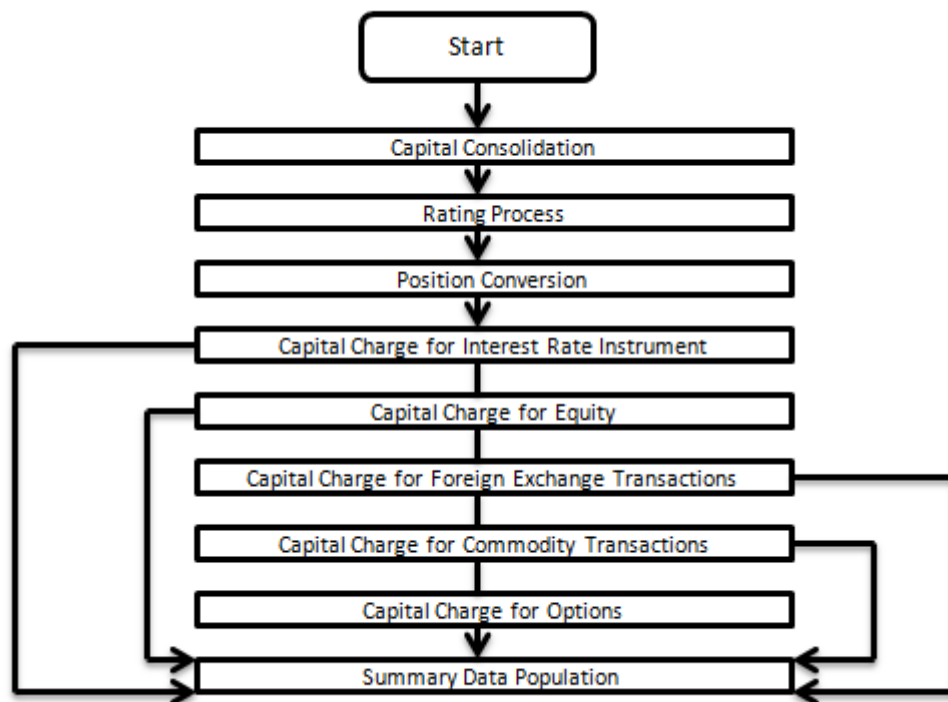 Start
Capital Consolidation
Rating Process
Position Conversion
Capital Charge for Interest Rate Instrument
Capital Charge for Equity
Capital Charge for Foreign Exchange Transactions
Capital Charge for Commodity Transactions
Capital Charge for Options
Summary Data Population